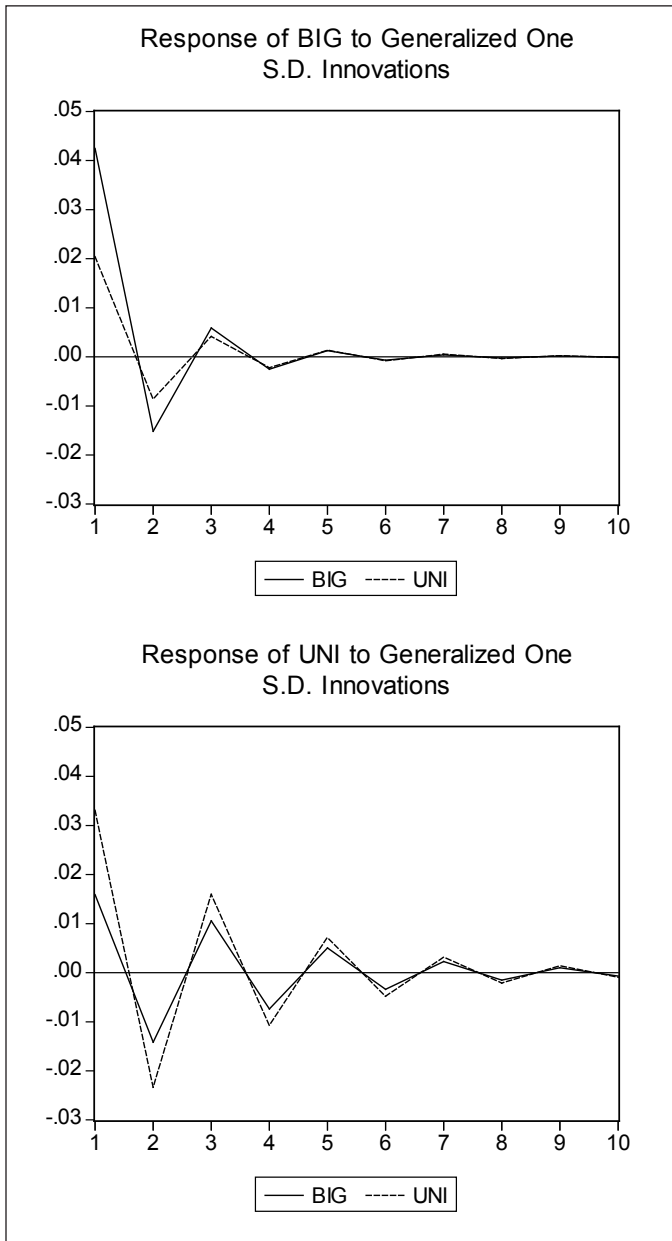 Response of BIG to Generalized One
S.D. Innovations
.05
.04
.03
.02
.01
.00
-.01
-.02
-.03
1 2 3 4 5 6 7 8 9 10
BIG UNI
Response of UNI to Generalized One
S.D. Innovations
.05
.04
.03
.02
.01
.00
-.01
-.02
-.03
1 2 3 4 5 6 7 8 9 10
BIG UNI